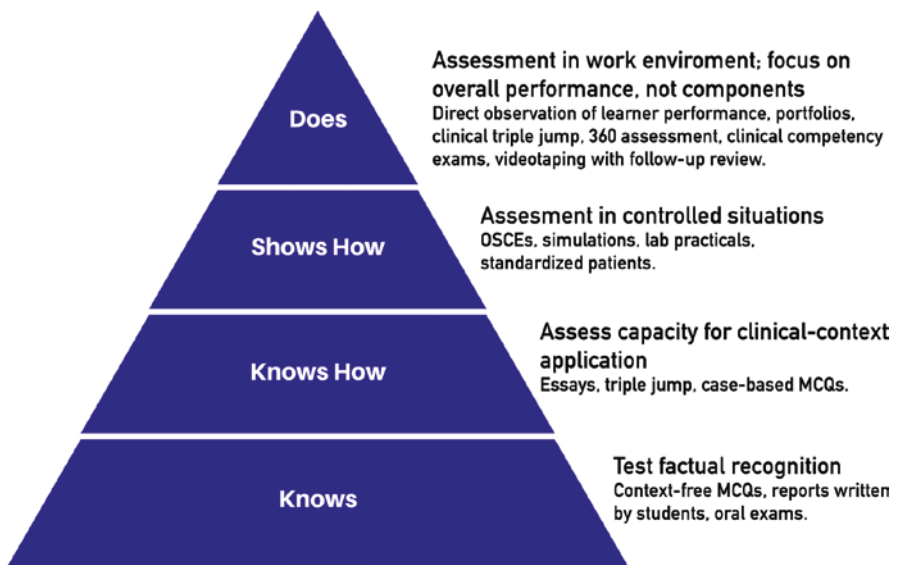 Does
Assessment in work enviroment; focus on
overall performance, not components
Direct observation of learner performance, portfolios,
clinical triple jump, 360 assessment, clinical competency
exams, videotaping with follow-up review.
Shows How
Assesment in controlled situations
OSCEs, simulations, lab practicals,
standardized patients.
Knows How
Assess capacity for clinical-context
application
Essays, triple jump, case-based MCQs.
Knows
Test factual recognition
Context-free MCQs, reports written
by students, oral exams.